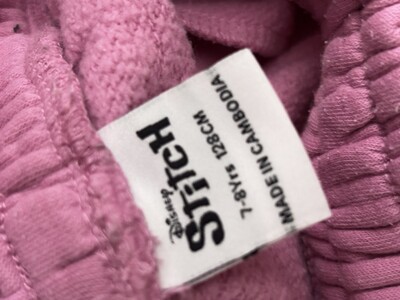 Disney
Stitch
7-8Yrs 128CM
MADE IN CAMBODIA